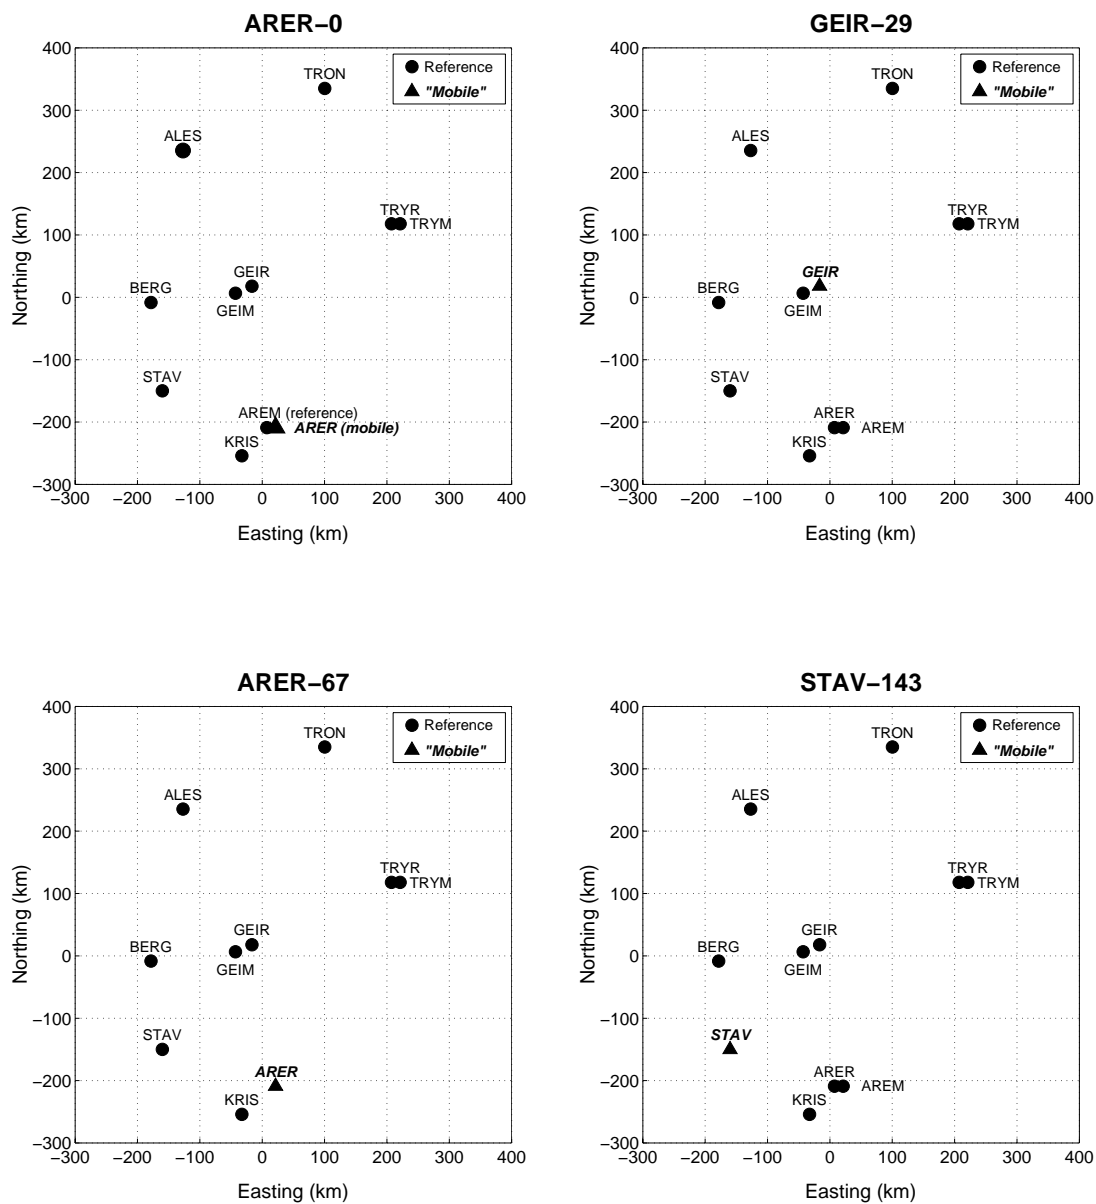 ARER−0
400
300
200
100
0
−100
−200
−300
−300
−200
−100
0
100
200
300
400
Northing (km)
Easting (km)
Reference
"Mobile"
TRON
ALES
TRYR
TRYM
GEIR
BERG
GEIM
STAV
AREM (reference)
ARER (mobile)
KRIS
GEIR−29
400
300
200
100
0
−100
−200
−300
−300
−200
−100
0
100
200
300
400
Northing (km)
Easting (km)
Reference
"Mobile"
TRON
ALES
TRYR
TRYM
GEIR
BERG
GEIM
STAV
ARER
AREM
KRIS
ARER−67
400
300
200
100
0
−100
−200
−300
−300
−200
−100
0
100
200
300
400
Northing (km)
Easting (km)
Reference
"Mobile"
TRON
ALES
TRYR
TRYM
GEIR
BERG
GEIM
STAV
ARER
KRIS
STAV−143
400
300
200
100
0
−100
−200
−300
−300
−200
−100
0
100
200
300
400
Northing (km)
Easting (km)
Reference
"Mobile"
TRON
ALES
TRYR
TRYM
GEIR
BERG
GEIM
STAV
ARER
AREM
KRIS